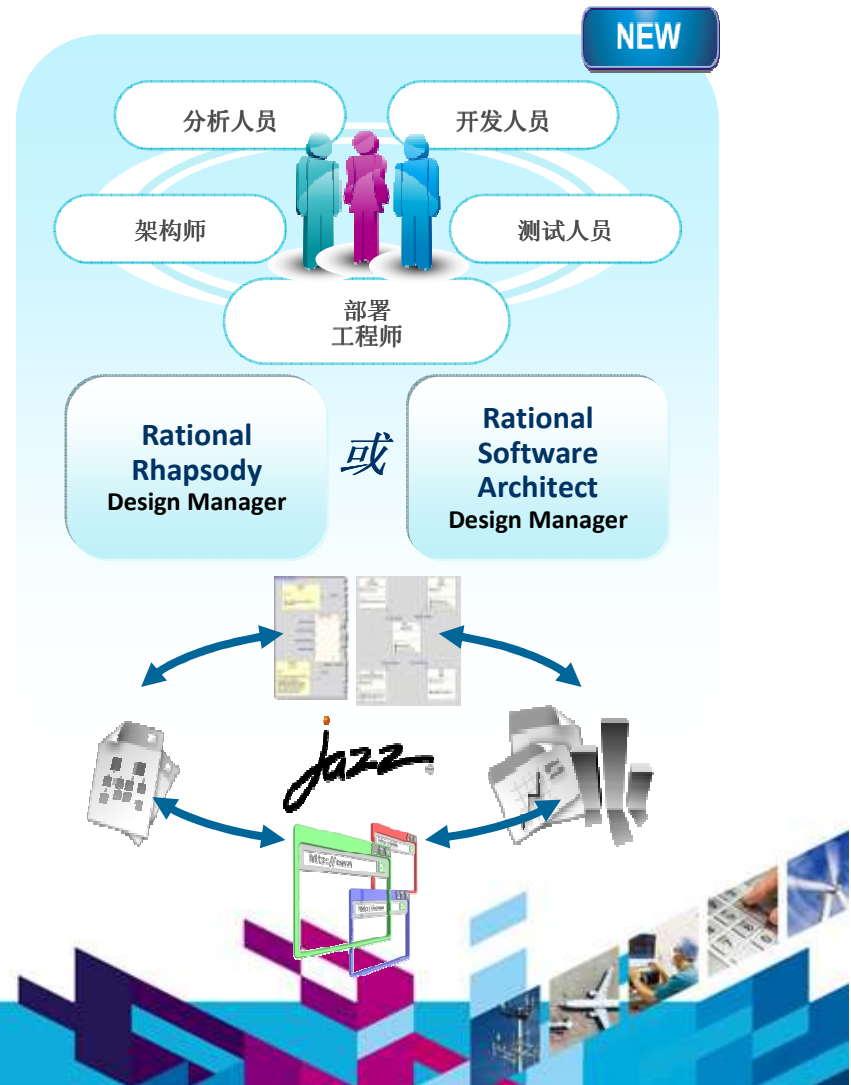 NEW
分析人员
开发人员
架构师
测试人员
部署
工程师
Rational
Rhapsody
Design Manager
或
Rational
Software
Architect
Design Manager
jazz